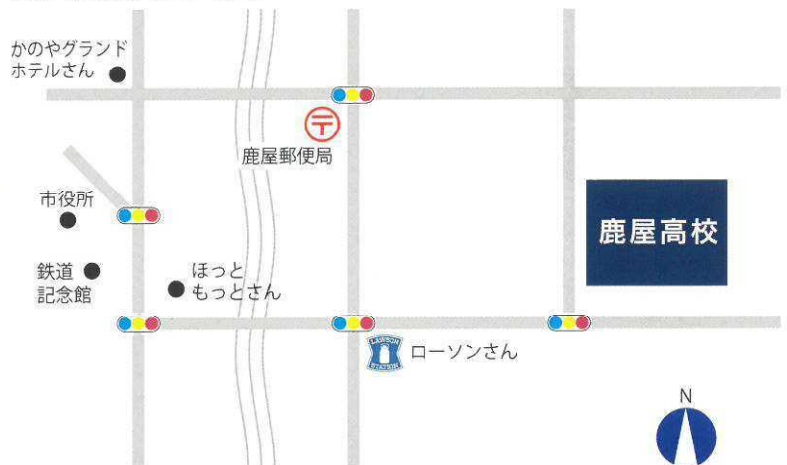 かのやグランド
ホテルさん
鹿屋郵便局
市役所
鹿屋高校
鉄道
記念館
ほっと
もっとさん
LAWSON
STATION
ローソンさん
N